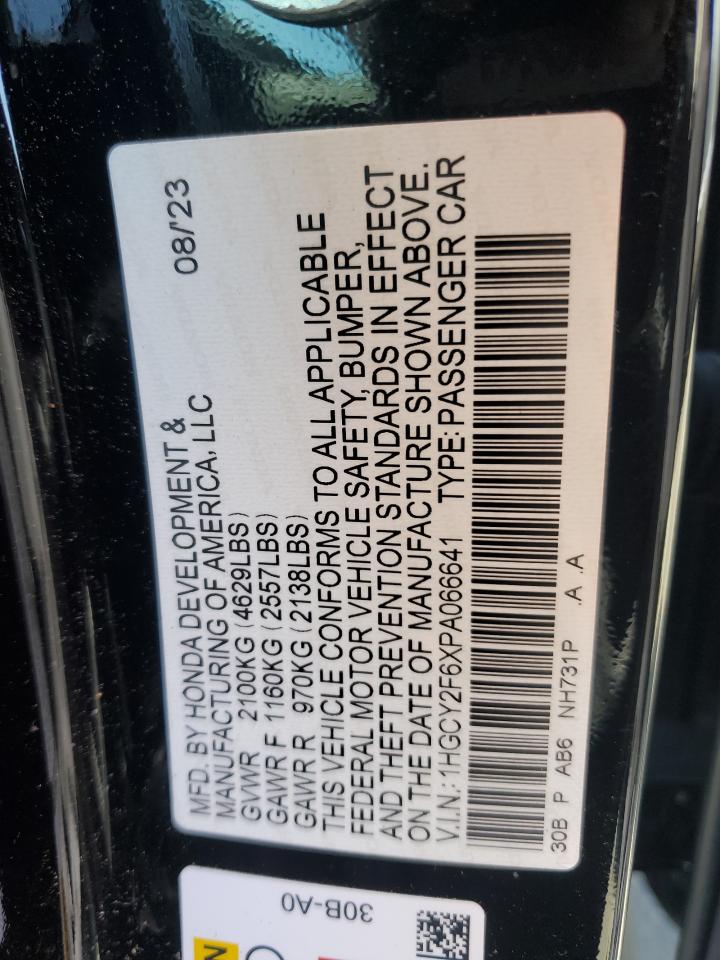 MFD. BY HONDA DEVELOPMENT & 08/'23
MANUFACTURING OF AMERICA, LLC
GVWR 2100KG (4629LBS)
GAWR F 1160KG (2557LBS)
GAWR R 970KG (2138LBS)
THIS VEHICLE CONFORMS TO ALL APPLICABLE
FEDERAL MOTOR VEHICLE SAFETY, BUMPER,
AND THEFT PREVENTION STANDARDS IN EFFECT
ON THE DATE OF MANUFACTURE SHOWN ABOVE.
V.I.N.: 1HGCY2F6XPA066641 TYPE: PASSENGER CAR
30B P AB6 NH731P .A .A
30B-A0